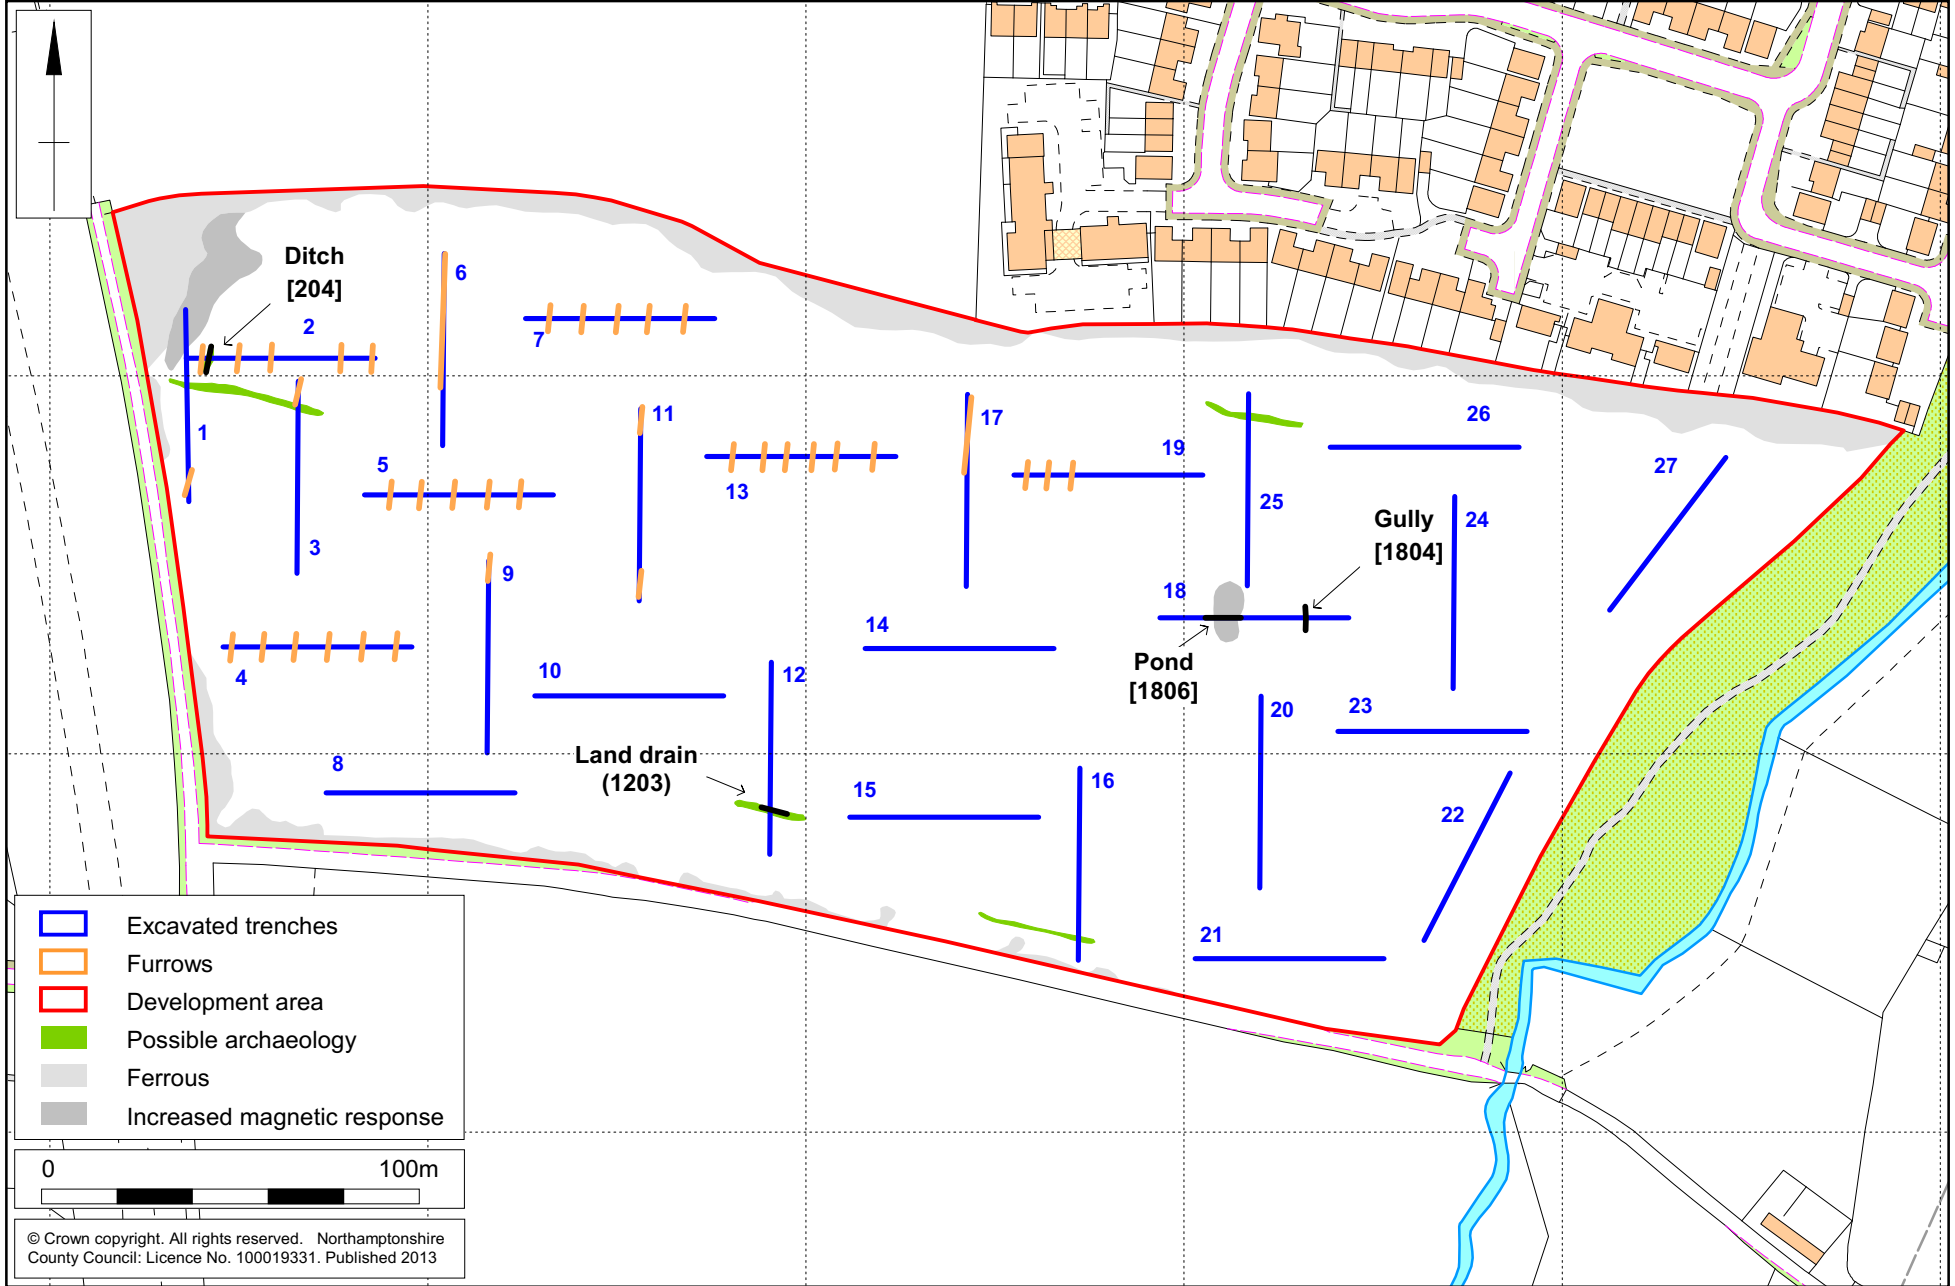 Ditch
[204]
6
2
7
1
11
17
26
5
19
27
13
25
24
Gully
[1804]
3
9
18
14
4
10
12
Pond
[1806]
20
23
Land drain
(1203)
8
15
16
22
21
Excavated trenches
Furrows
Development area
Possible archaeology
Ferrous
Increased magnetic response
0 100m
© Crown copyright. All rights reserved. Northamptonshire
County Council: Licence No. 100019331. Published 2013